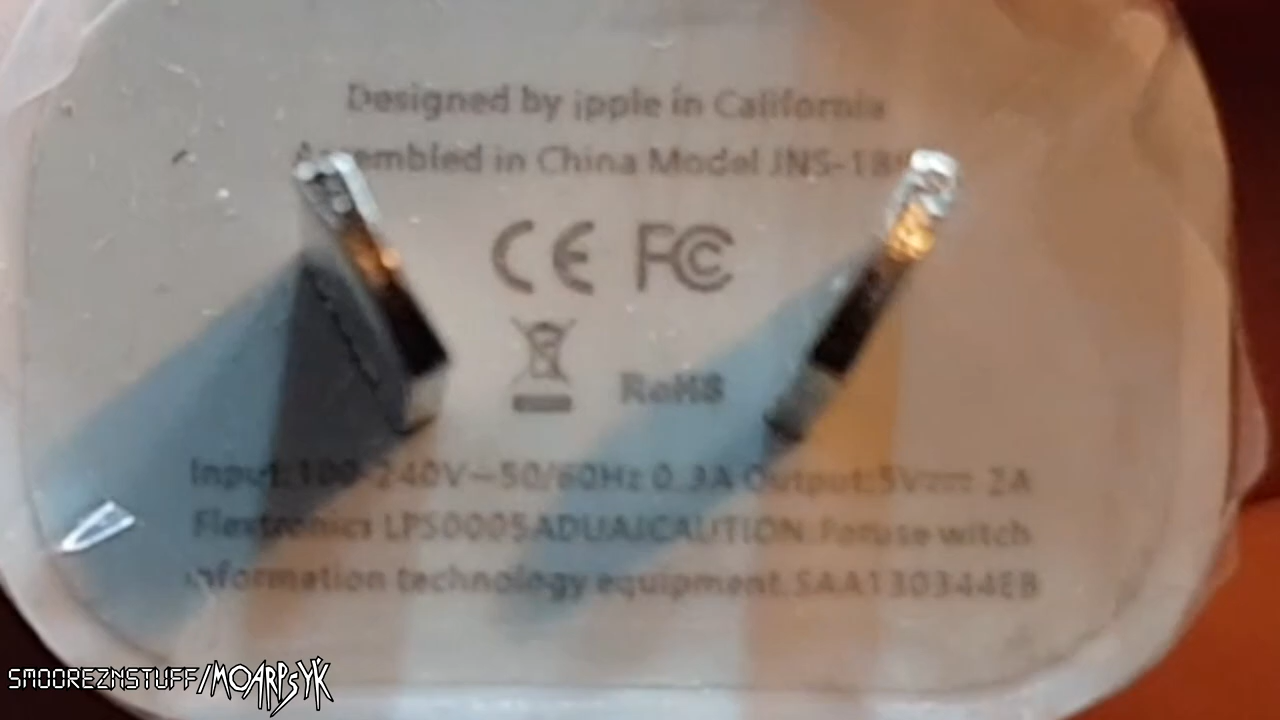 Designed by ipple in California
Assembled in China Model JNS-18
CE FC
RoHS
Input:100-240V~50/60Hz 0.3A Output:5V⎓ 2A
Flextronics LPS0005ADUAICAUTION: Foruse witch
information technology equipment.SAA130344EB
SMOOREZNSTUFF/MOARPSYK